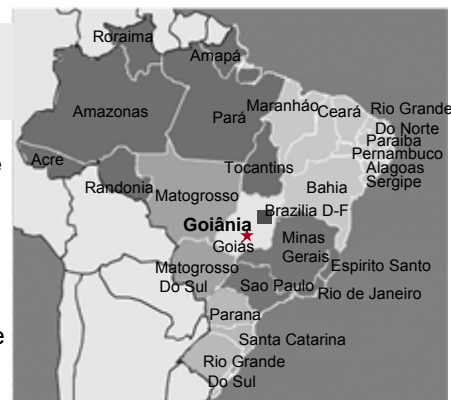 Roraima
Amapá
Amazonas
Pará
Maranháo
Ceará
Rio Grande
Do Norte
Paraiba
Pernambuco
Alagoas
Sergipe
Acre
Randonia
Tocantins
Matogrosso
Bahia
Brazilia D-F
Goiânia
Goiás
Minas
Gerais
Espirito Santo
Matogrosso
Do Sul
Sao Paulo
Rio de Janeiro
Parana
Santa Catarina
Rio Grande
Do Sul
e
e